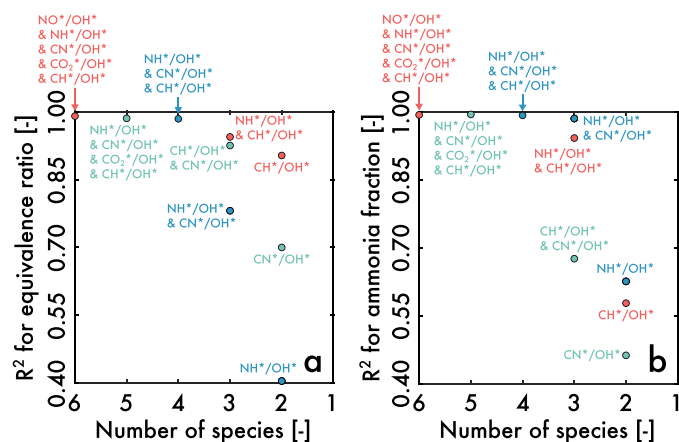 NO*/OH*
& NH*/OH*
& CN*/OH*
& CO2*/OH*
& CH*/OH*
NH*/OH*
& CN*/OH*
& CH*/OH*
R2 for equivalence ratio [-]
1.00
0.85
0.70
0.55
0.40
NH*/OH*
& CN*/OH*
& CO2*/OH*
& CH*/OH*
NH*/OH*
& CH*/OH*
CH*/OH*
& CN*/OH*
CH*/OH*
NH*/OH*
& CN*/OH*
CN*/OH*
NH*/OH*
a
6 5 4 3 2 1
Number of species [-]
NO*/OH*
& NH*/OH*
& CN*/OH*
& CO2*/OH*
& CH*/OH*
NH*/OH*
& CN*/OH*
& CH*/OH*
R2 for ammonia fraction [-]
1.00
0.85
0.70
0.55
0.40
NH*/OH*
& CN*/OH*
& CO2*/OH*
& CH*/OH*
NH*/OH*
& CN*/OH*
NH*/OH*
& CH*/OH*
CH*/OH*
& CN*/OH*
NH*/OH*
CH*/OH*
CN*/OH*
b
6 5 4 3 2 1
Number of species [-]